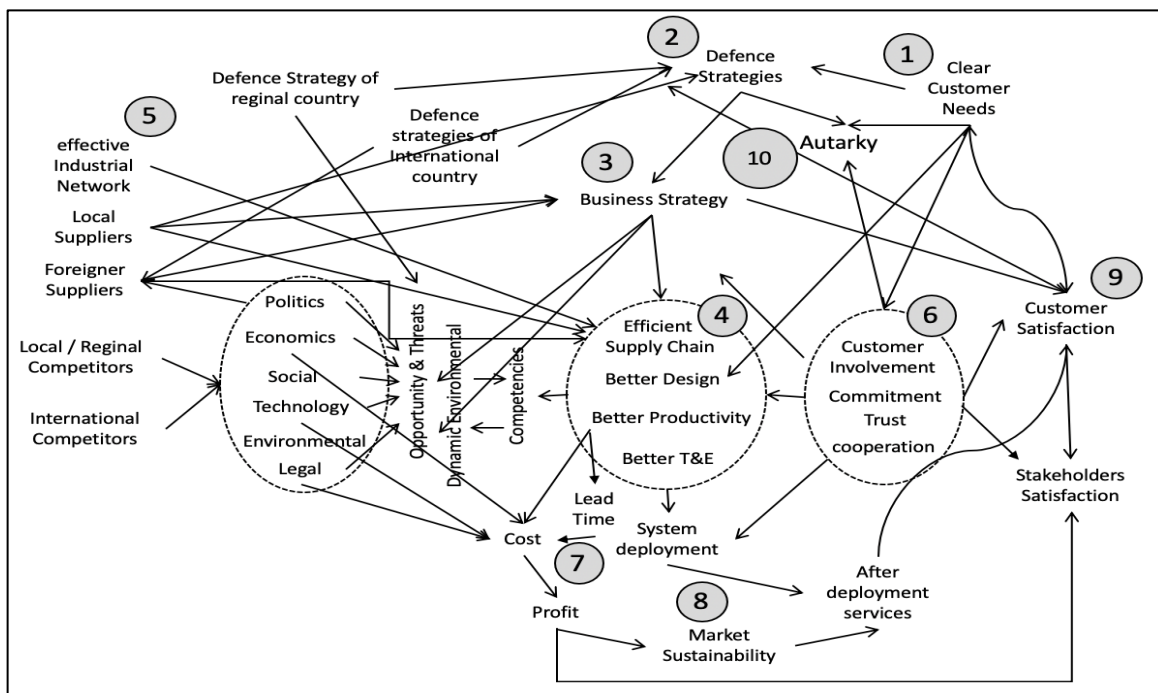 2
Defence
Strategies
1
Clear
Customer
Needs
Defence Strategy of
reginal country
5
effective
Industrial
Network
Defence
strategies of
International
country
Autarky
10
3
Business Strategy
Local
Suppliers
Foreigner
Suppliers
Local / Reginal
Competitors
International
Competitors
Politics
Economics
Social
Technology
Environmental
Legal
Opportunity & Threats
Dynamic Environmental
Competencies
4
Efficient
Supply Chain
Better Design
Better Productivity
Better T&E
6
Customer
Involvement
Commitment
Trust
cooperation
9
Customer
Satisfaction
Stakeholders
Satisfaction
Lead
Time
Cost
7
System
deployment
Profit
8
Market
Sustainability
After
deployment
services